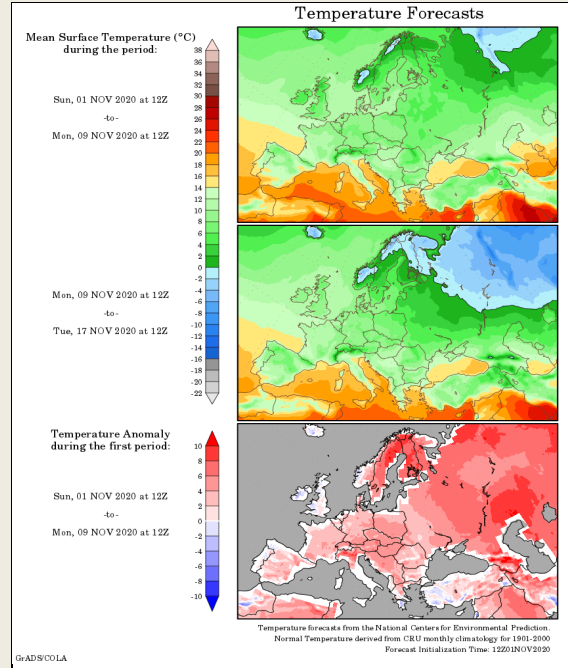 Temperature Forecasts
Mean Surface Temperature (°C)
during the period:
Sun, 01 NOV 2020 at 12Z
-to-
Mon, 09 NOV 2020 at 12Z
38
36
34
32
30
28
26
24
22
20
18
16
14
12
10
8
6
4
2
0
-2
-4
-6
-8
-10
-12
-14
-16
-18
-20
-22
Mon, 09 NOV 2020 at 12Z
-to-
Tue, 17 NOV 2020 at 12Z
Temperature Anomaly
during the first period:
Sun, 01 NOV 2020 at 12Z
-to-
Mon, 09 NOV 2020 at 12Z
10
8
6
4
2
0
-2
-4
-6
-8
-10
Temperature forecasts from the National Centers for Environmental Prediction.
Normal Temperature derived from CRU monthly climatology for 1901-2000
Forecast Initialization Time: 12Z01NOV2020
GrADS/COLA